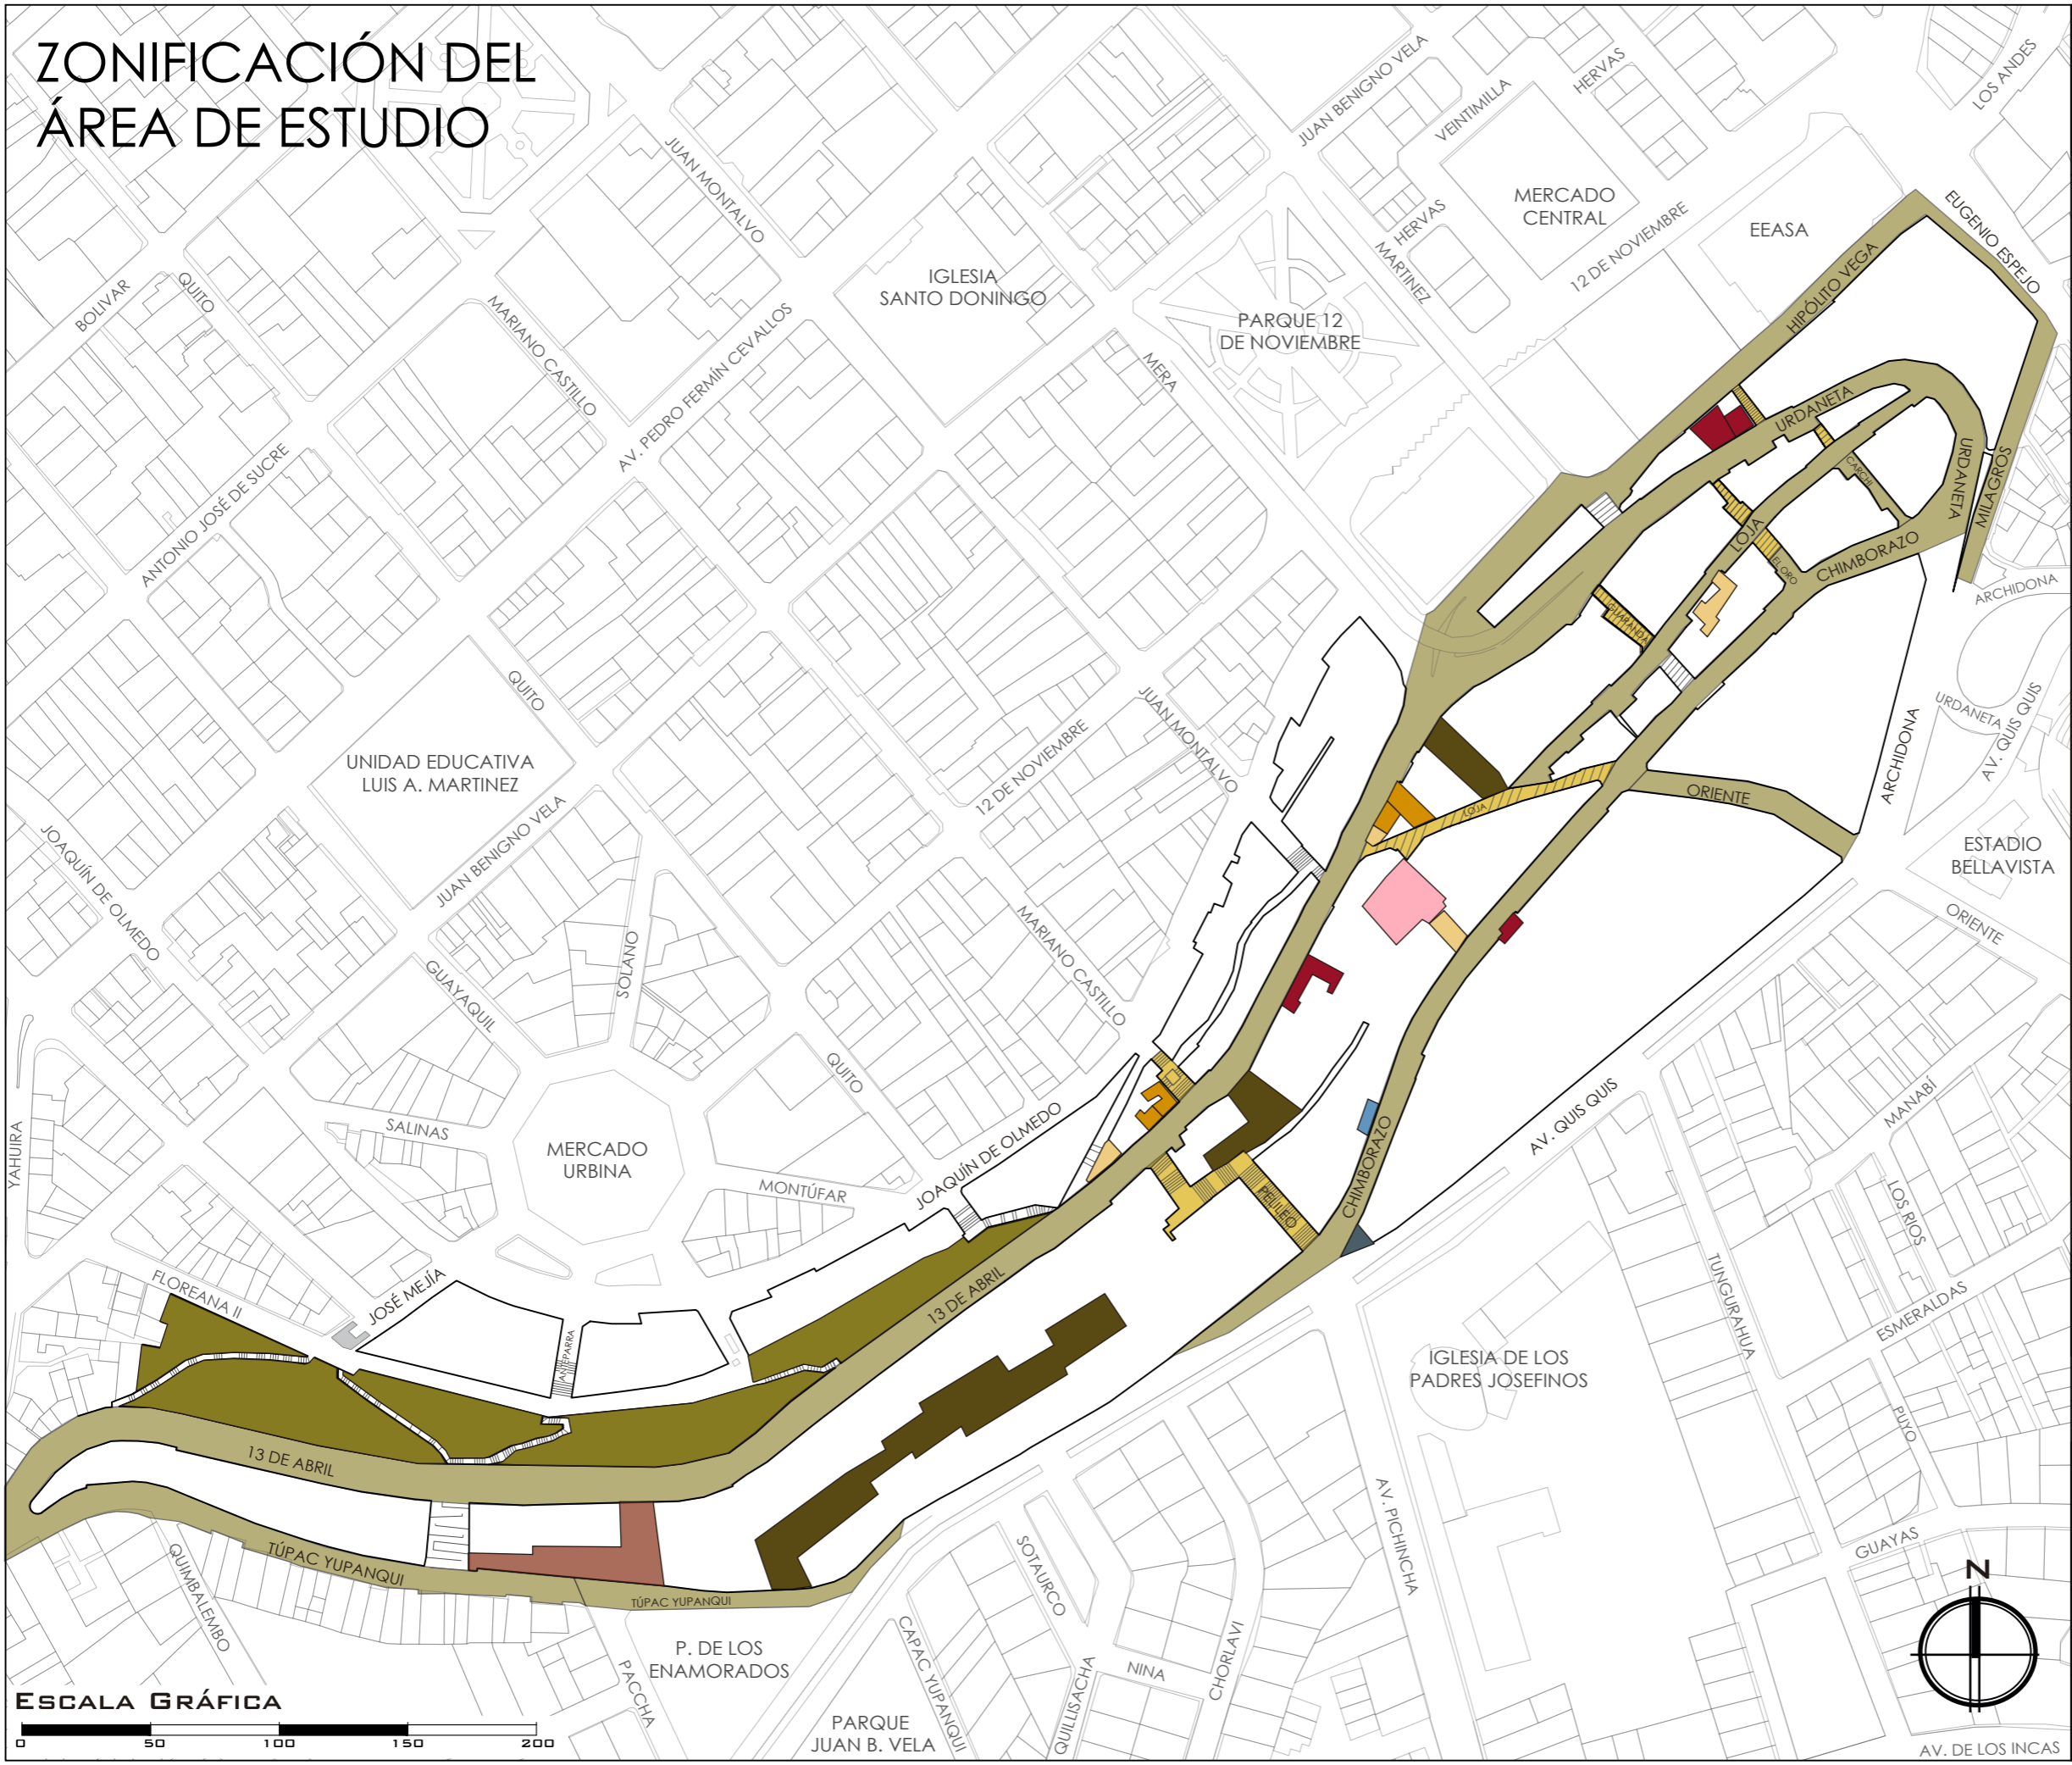 ZONIFICACIÓN DEL
ÁREA DE ESTUDIO
JUAN BENIGNO VELA
VEINTIMILLA
HERVAS
LOS ANDES
JUAN MONTALVO
MERCADO
CENTRAL
HERVAS
MARTINEZ
12 DE NOVIEMBRE
EEASA
EUGENIO ESPEJO
HIPÓLITO VEGA
BOLIVAR
QUITO
MARIANO CASTILLO
IGLESIA
SANTO DONINGO
AV. PEDRO FERMÍN CEVALLOS
PARQUE 12
DE NOVIEMBRE
MERA
URDANETA
ANTONIO JOSÉ DE SUCRE
CARCHI
URDANETA
MILAGROS
LOJA
EL ORO
CHIMBORAZO
ARCHIDONA
GUARANDA
QUITO
JUAN MONTALVO
URDANETA
AV. QUIS QUIS
ARCHIDONA
UNIDAD EDUCATIVA
LUIS A. MARTINEZ
12 DE NOVIEMBRE
LOJA
ORIENTE
JOAQUÍN DE OLMEDO
JUAN BENIGNO VELA
ESTADIO
BELLAVISTA
ORIENTE
GUAYAQUIL
SOLANO
MARIANO CASTILLO
QUITO
YAHUIRA
SALINAS
MERCADO
URBINA
MONTÚFAR
JOAQUÍN DE OLMEDO
PELILEO
CHIMBORAZO
AV. QUIS QUIS
MANABÍ
LOS RIOS
FLOREANA II
JOSÉ MEJÍA
ANTEPARRA
13 DE ABRIL
TUNGURAHUA
ESMERALDAS
IGLESIA DE LOS
PADRES JOSEFINOS
PUYO
13 DE ABRIL
AV. PICHINCHA
GUAYAS
TÚPAC YUPANQUI
TÚPAC YUPANQUI
QUIMBALEMBO
SOTAURCO
N
P. DE LOS
ENAMORADOS
PACCHA
CAPAC YUPANQUI
QUILLISACHA
NINA
CHORLAVI
PARQUE
JUAN B. VELA
AV. DE LOS INCAS
ESCALA GRÁFICA
0 50 100 150 200